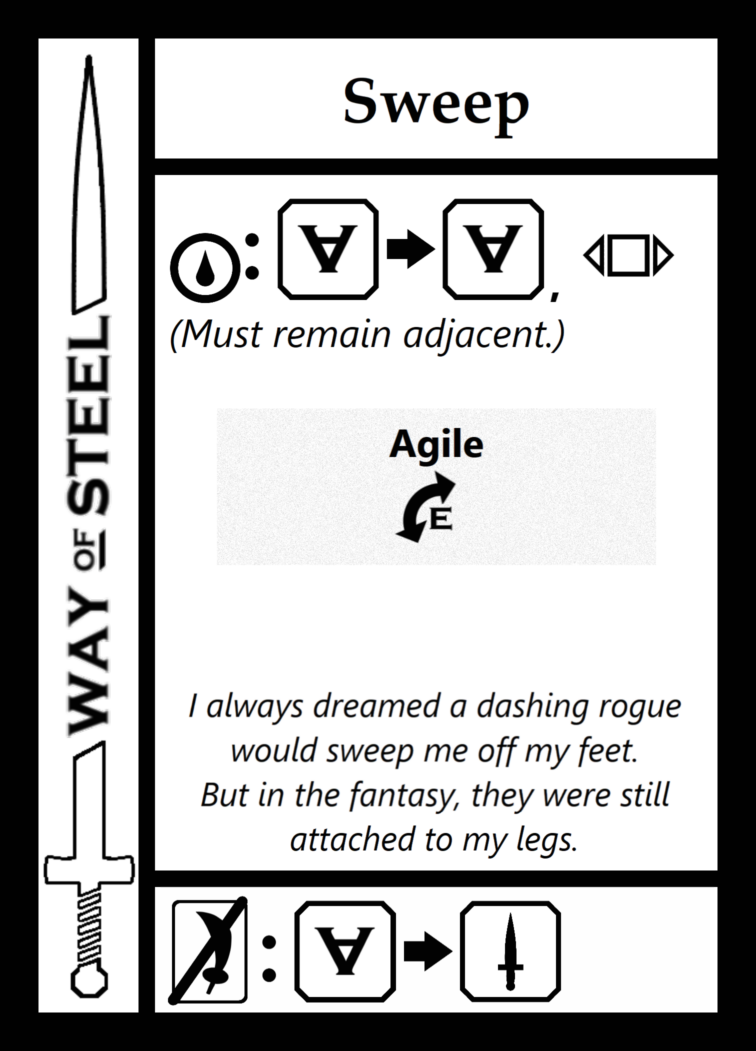 Sweep
WAY OF STEEL
: ∀ ➡ ∀ ,
(Must remain adjacent.)
Agile
E
I always dreamed a dashing rogue
would sweep me off my feet.
But in the fantasy, they were still
attached to my legs.
: ∀ ➡